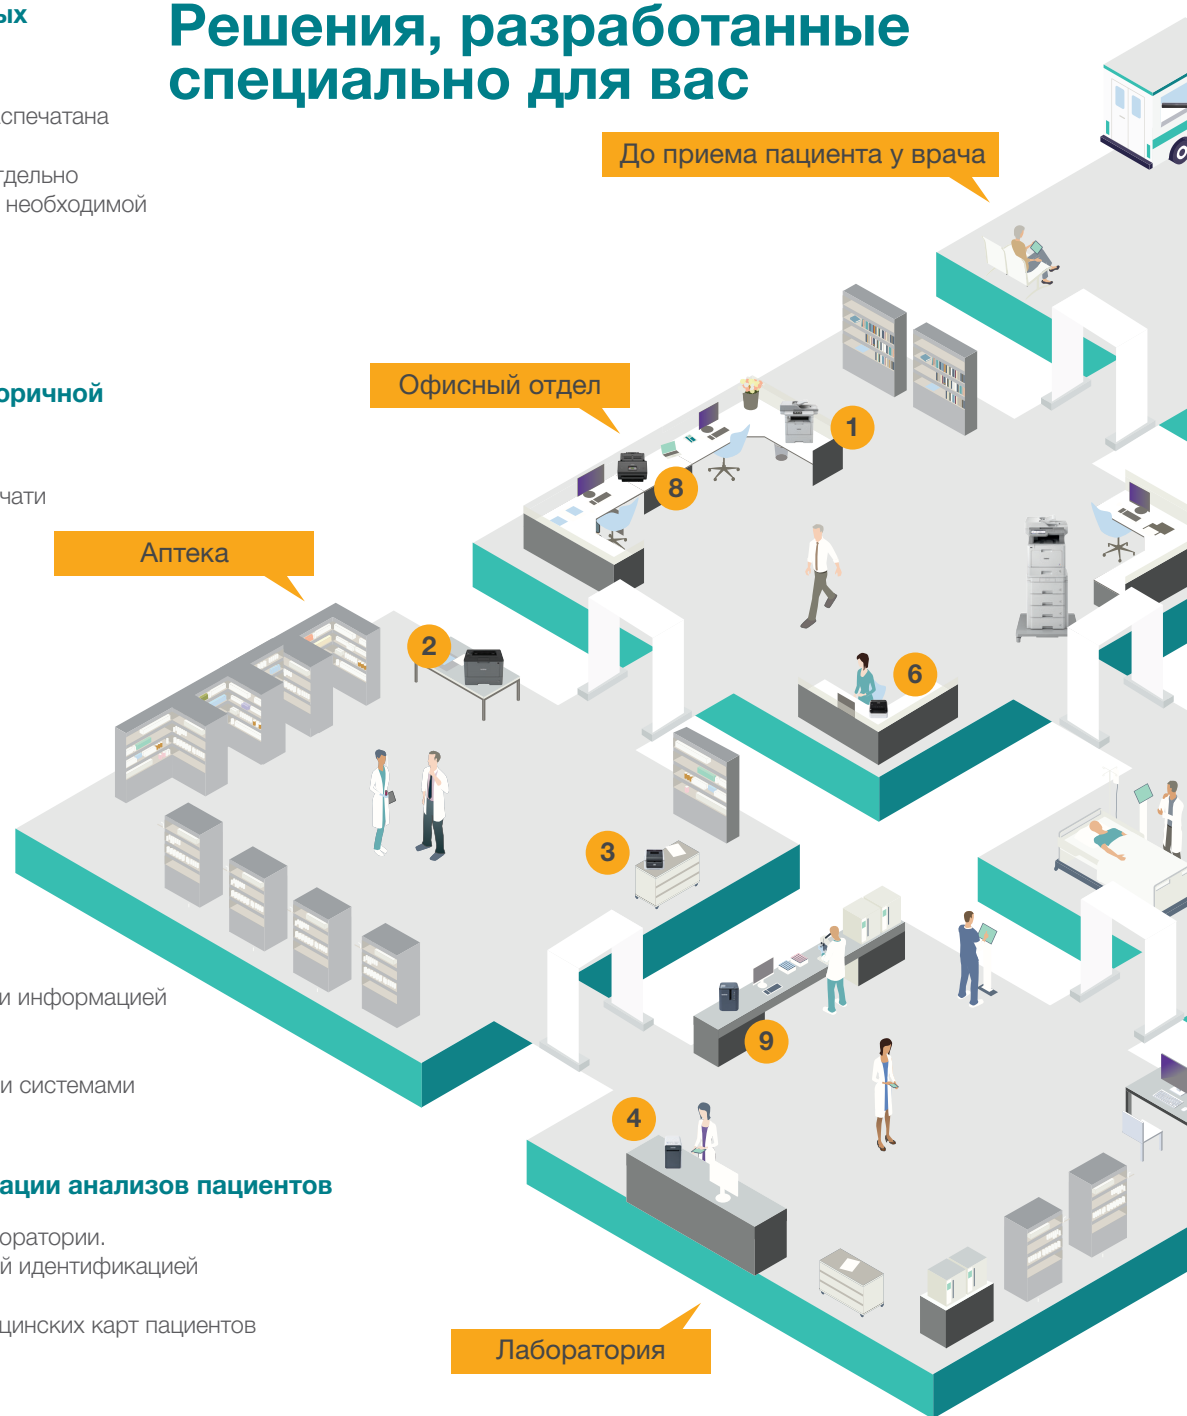 ых
Решения, разработанные
специально для вас
спечатана
тдельно
необходимой
До приема пациента у врача
Офисный отдел
оричной
1
8
чати
Аптека
2
6
3
и информацией
9
и системами
4
ации анализов пациентов
оратории.
й идентификацией
цинских карт пациентов
Лаборатория